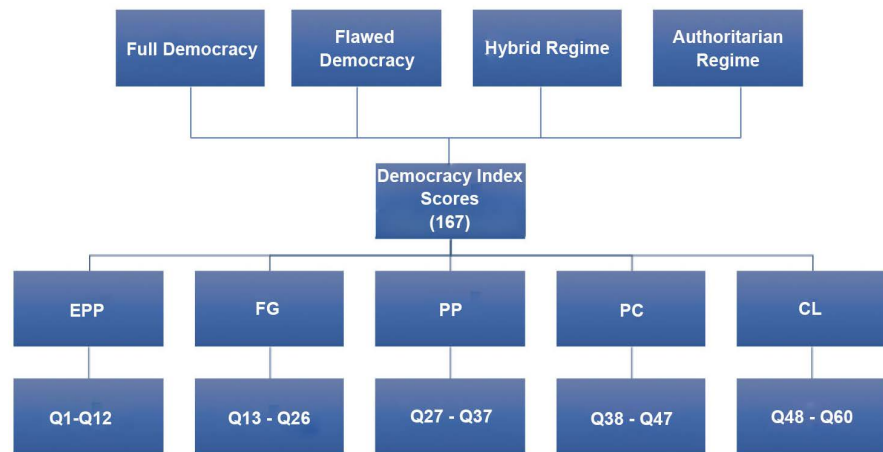 Full Democracy
Flawed
Democracy
Hybrid Regime
Authoritarian
Regime
Democracy Index
Scores
(167)
EPP
FG
PP
PC
CL
Q1-Q12
Q13 - Q26
Q27 - Q37
Q38 - Q47
Q48 - Q60